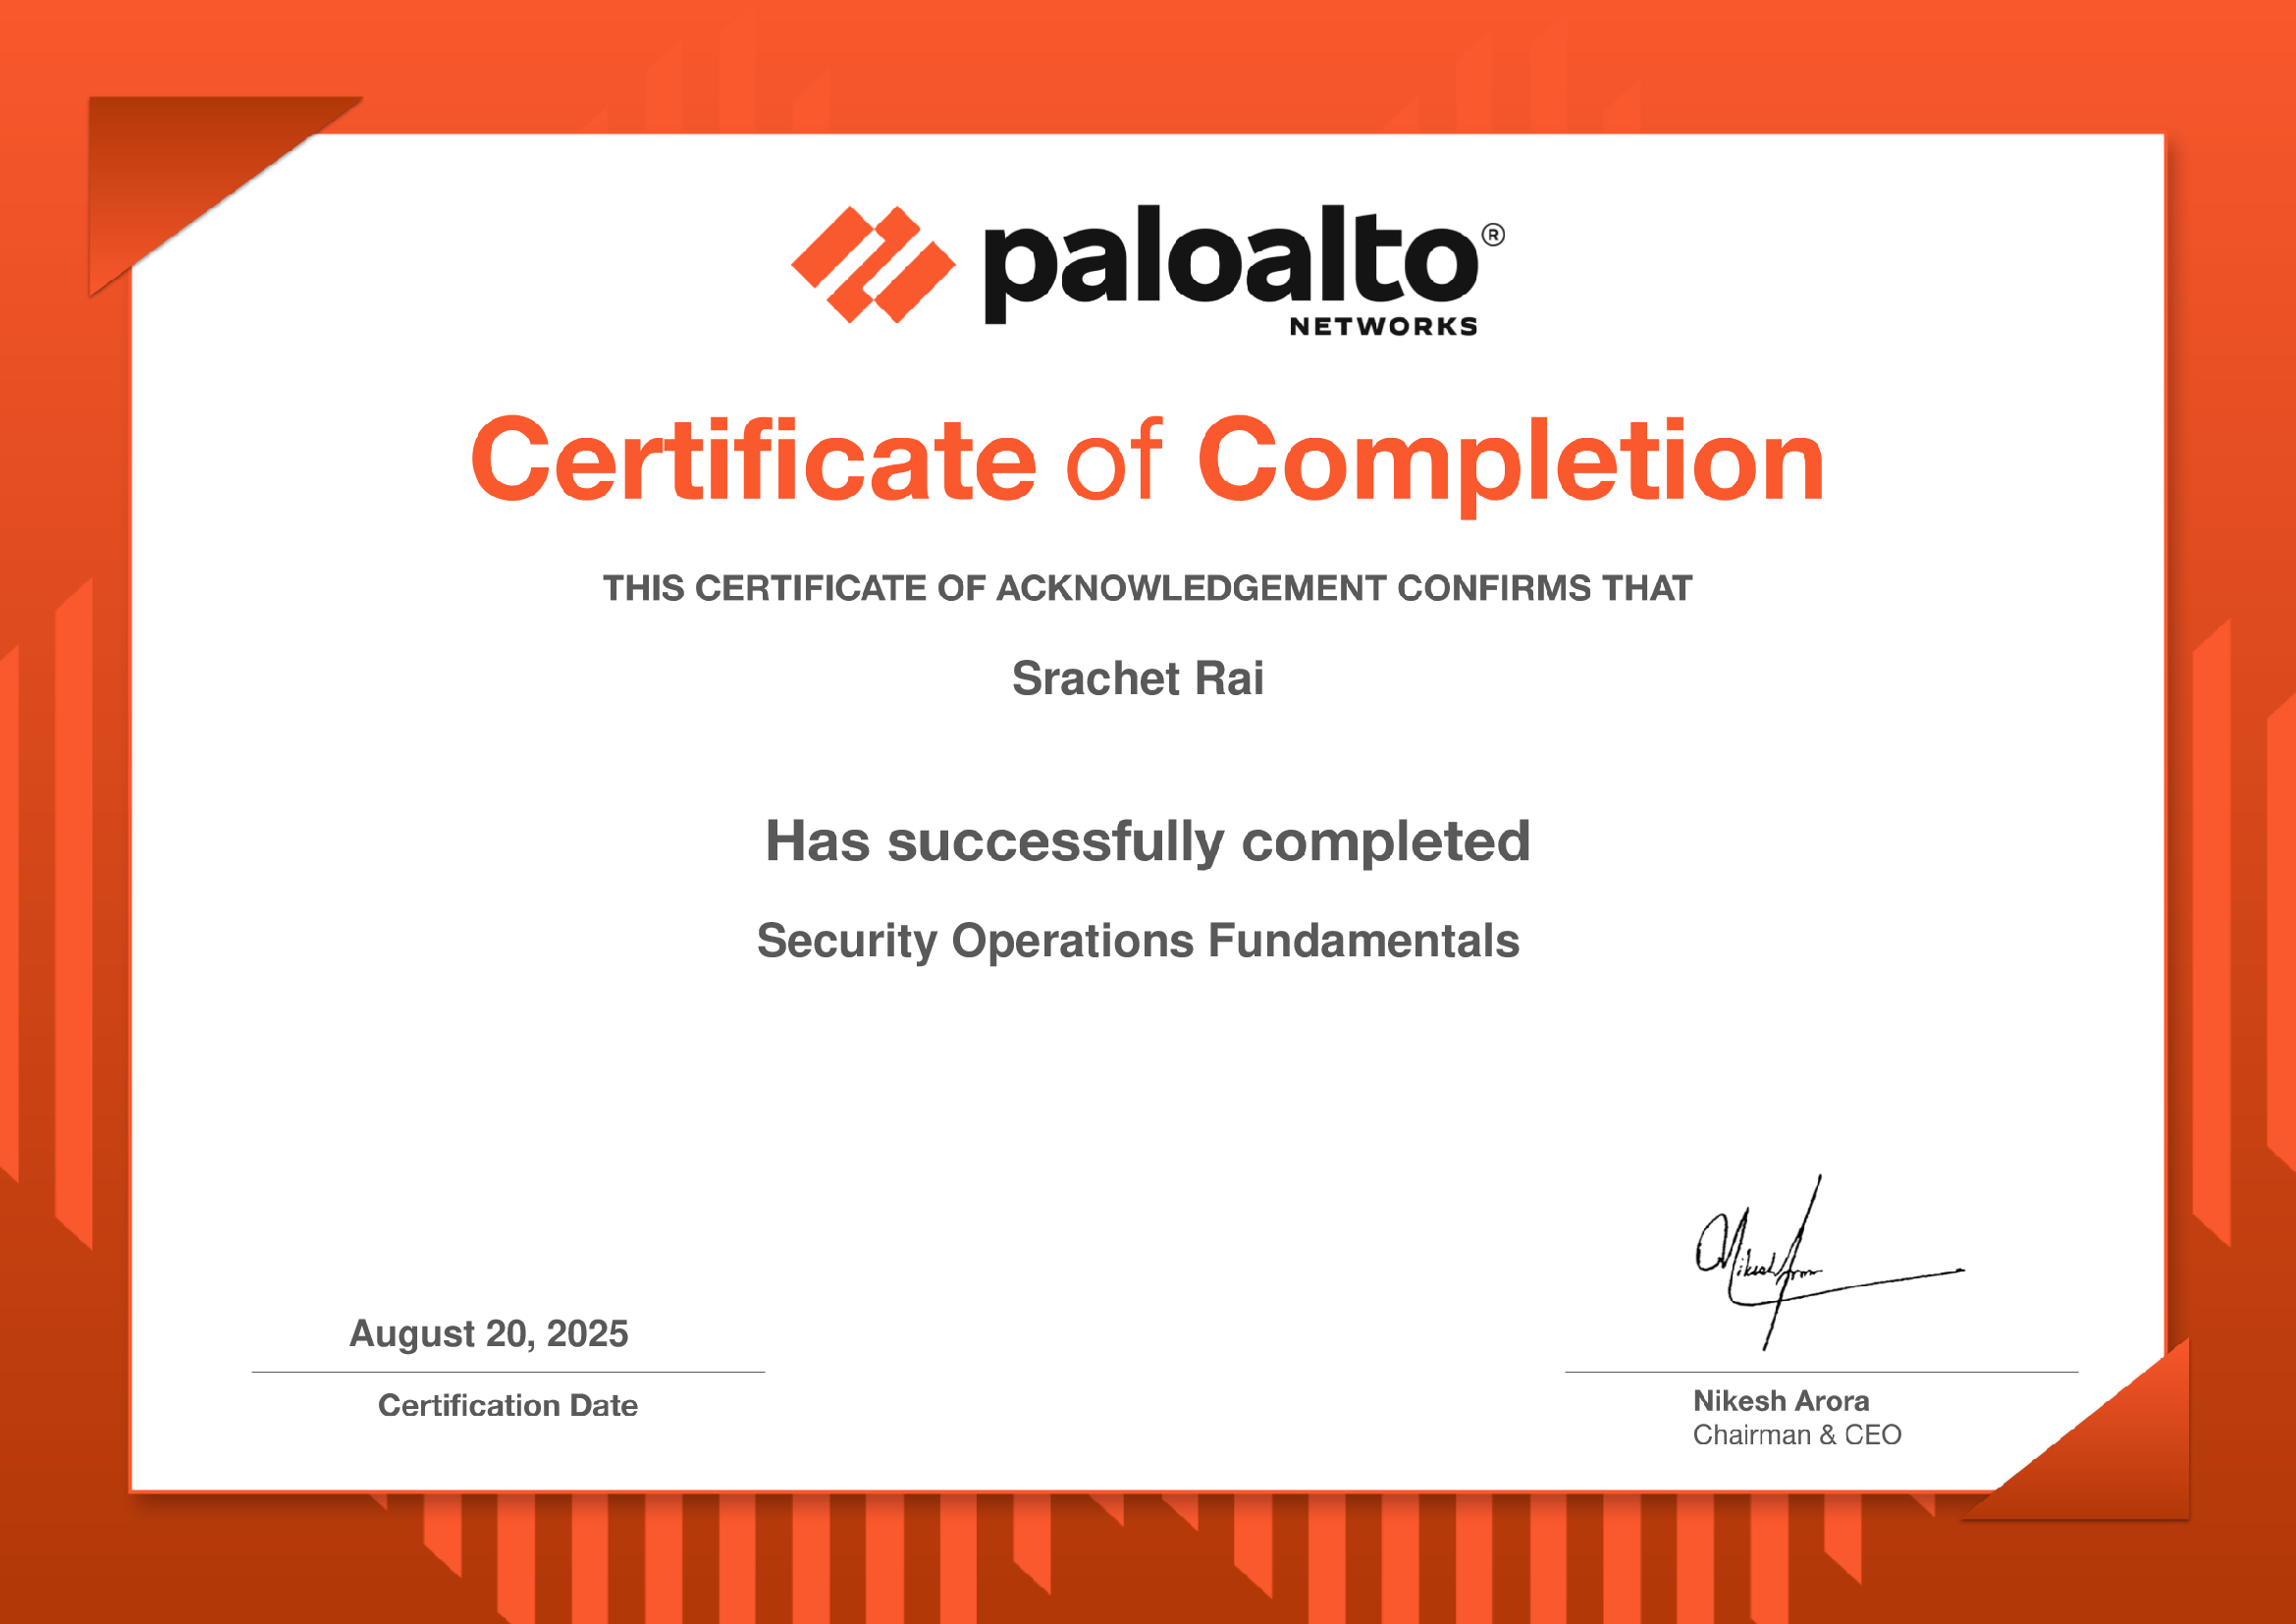 paloalto®
NETWORKS
Certificate of Completion
THIS CERTIFICATE OF ACKNOWLEDGEMENT CONFIRMS THAT
Srachet Rai
Has successfully completed
Security Operations Fundamentals
Nikesh Arora
August 20, 2025
Certification Date
Nikesh Arora
Chairman & CEO